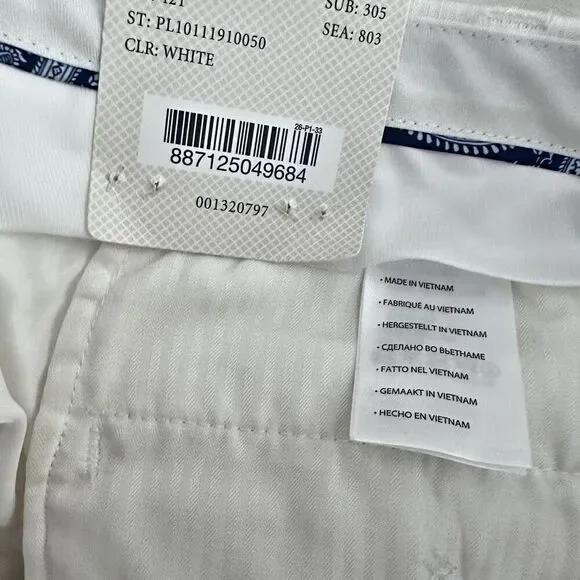 SUB: 305
ST: PL10111910050
SEA: 803
CLR: WHITE
26-P1-33
887125049684
001320797
• MADE IN VIETNAM
• FABRIQUÉ AU VIETNAM
• HERGESTELLT IN VIETNAM
• СДЕЛАНО ВО ВЬЕТНАМЕ
• FATTO NEL VIETNAM
• GEMAAKT IN VIETNAM
• HECHO EN VIETNAM